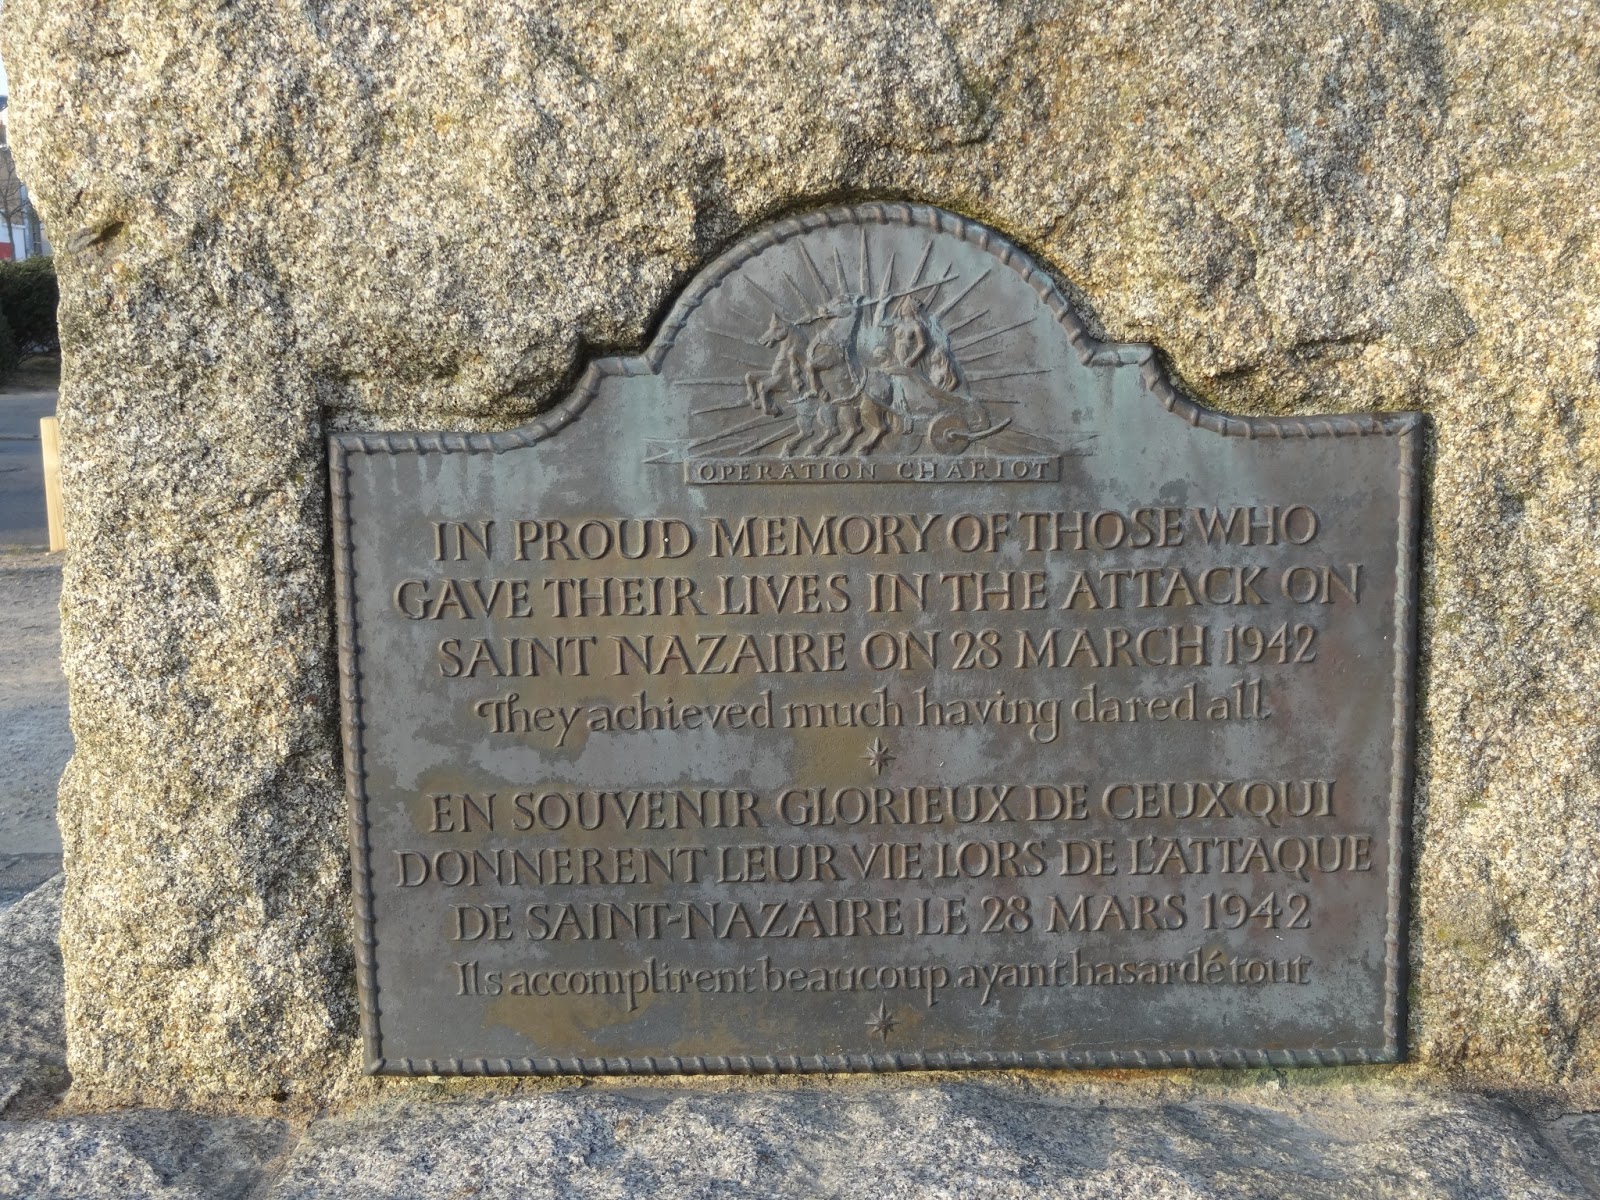 OPERATION CHARIOT
IN PROUD MEMORY OF THOSE WHO
GAVE THEIR LIVES IN THE ATTACK ON
SAINT NAZAIRE ON 28 MARCH 1942
They achieved much having dared all
EN SOUVENIR GLORIEUX DE CEUX QUI
DONNERENT LEUR VIE LORS DE L'ATTAQUE
DE SAINT-NAZAIRE LE 28 MARS 1942
Ils accomplirent beaucoup ayant hasardé tout